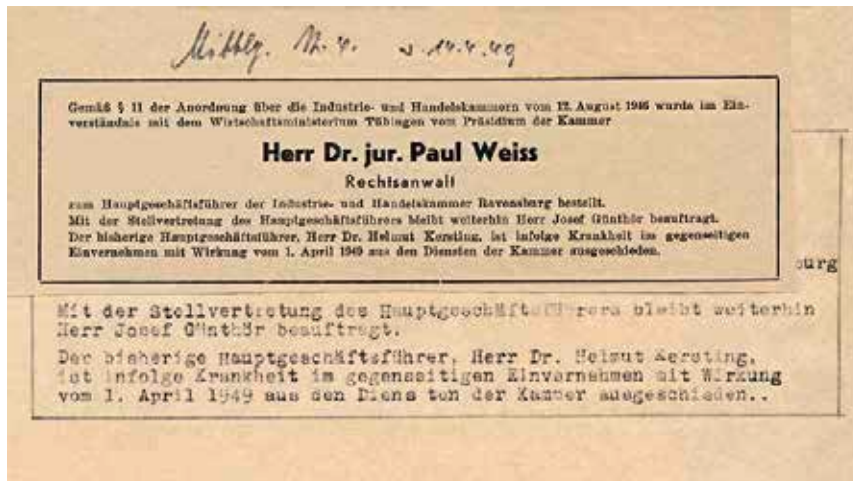 Mittlg. Nr. 4. v. 14.4.49
Gemäß § 11 der Anordnung über die Industrie- und Handelskammern vom 12. August 1946 wurde im Ein-
verständnis mit dem Wirtschaftsministerium Tübingen vom Präsidium der Kammer
Herr Dr. jur. Paul Weiss
Rechtsanwalt
zum Hauptgeschäftsführer der Industrie- und Handelskammer Ravensburg bestellt.
Mit der Stellvertretung des Hauptgeschäftsführers bleibt weiterhin Herr Josef Günthör beauftragt.
Der bisherige Hauptgeschäftsführer, Herr Dr. Helmut Kersting, ist infolge Krankheit im gegenseitigen
Einvernehmen mit Wirkung vom 1. April 1949 aus den Diensten der Kammer ausgeschieden.
burg
Mit der Stellvertretung des Hauptgeschäftsführers bleibt weiterhin
Herr Josef Günthör beauftragt.
Der bisherige Hauptgeschäftsführer, Herr Dr. Helmut Kersting,
ist infolge Krankheit im gegenseitigen Einvernehmen mit Wirkung
vom 1. April 1949 aus den Diens ten der Kammer ausgeschieden..